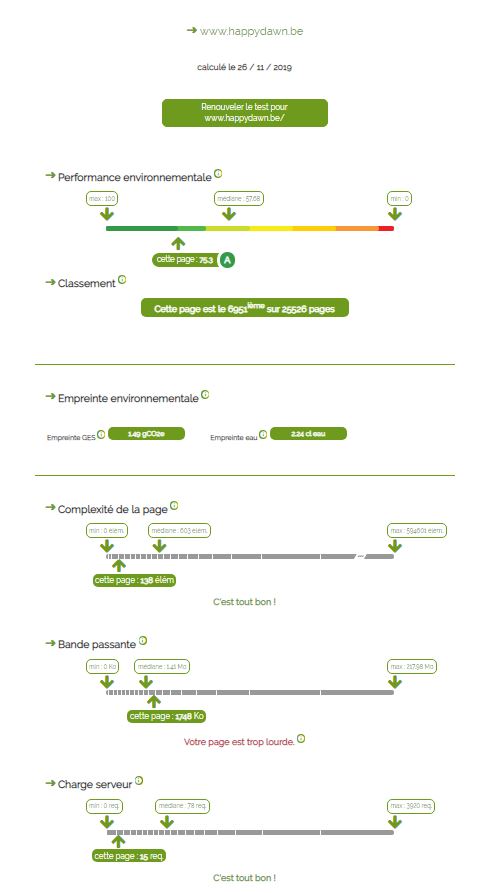 www.happydawn.be
calculé le 26 / 11 / 2019
Renouveler le test pour
www.happydawn.be/
Performance environnementale
max : 100
médiane : 57.68
min : 0
cette page : 75.3 A
Classement
Cette page est le 6951ième sur 25526 pages
Empreinte environnementale
Empreinte GES 1.49 gCO2e
Empreinte eau 2.24 cl eau
Complexité de la page
min : 0 élém.
médiane : 603 élém.
max : 594601 élém.
cette page : 138 élém
C'est tout bon !
Bande passante
min : 0 Ko
médiane : 1.41 Mo
max : 217.98 Mo
cette page : 1748 Ko
Votre page est trop lourde.
Charge serveur
min : 0 req.
médiane : 78 req.
max : 3920 req.
cette page : 15 req.
C'est tout bon !